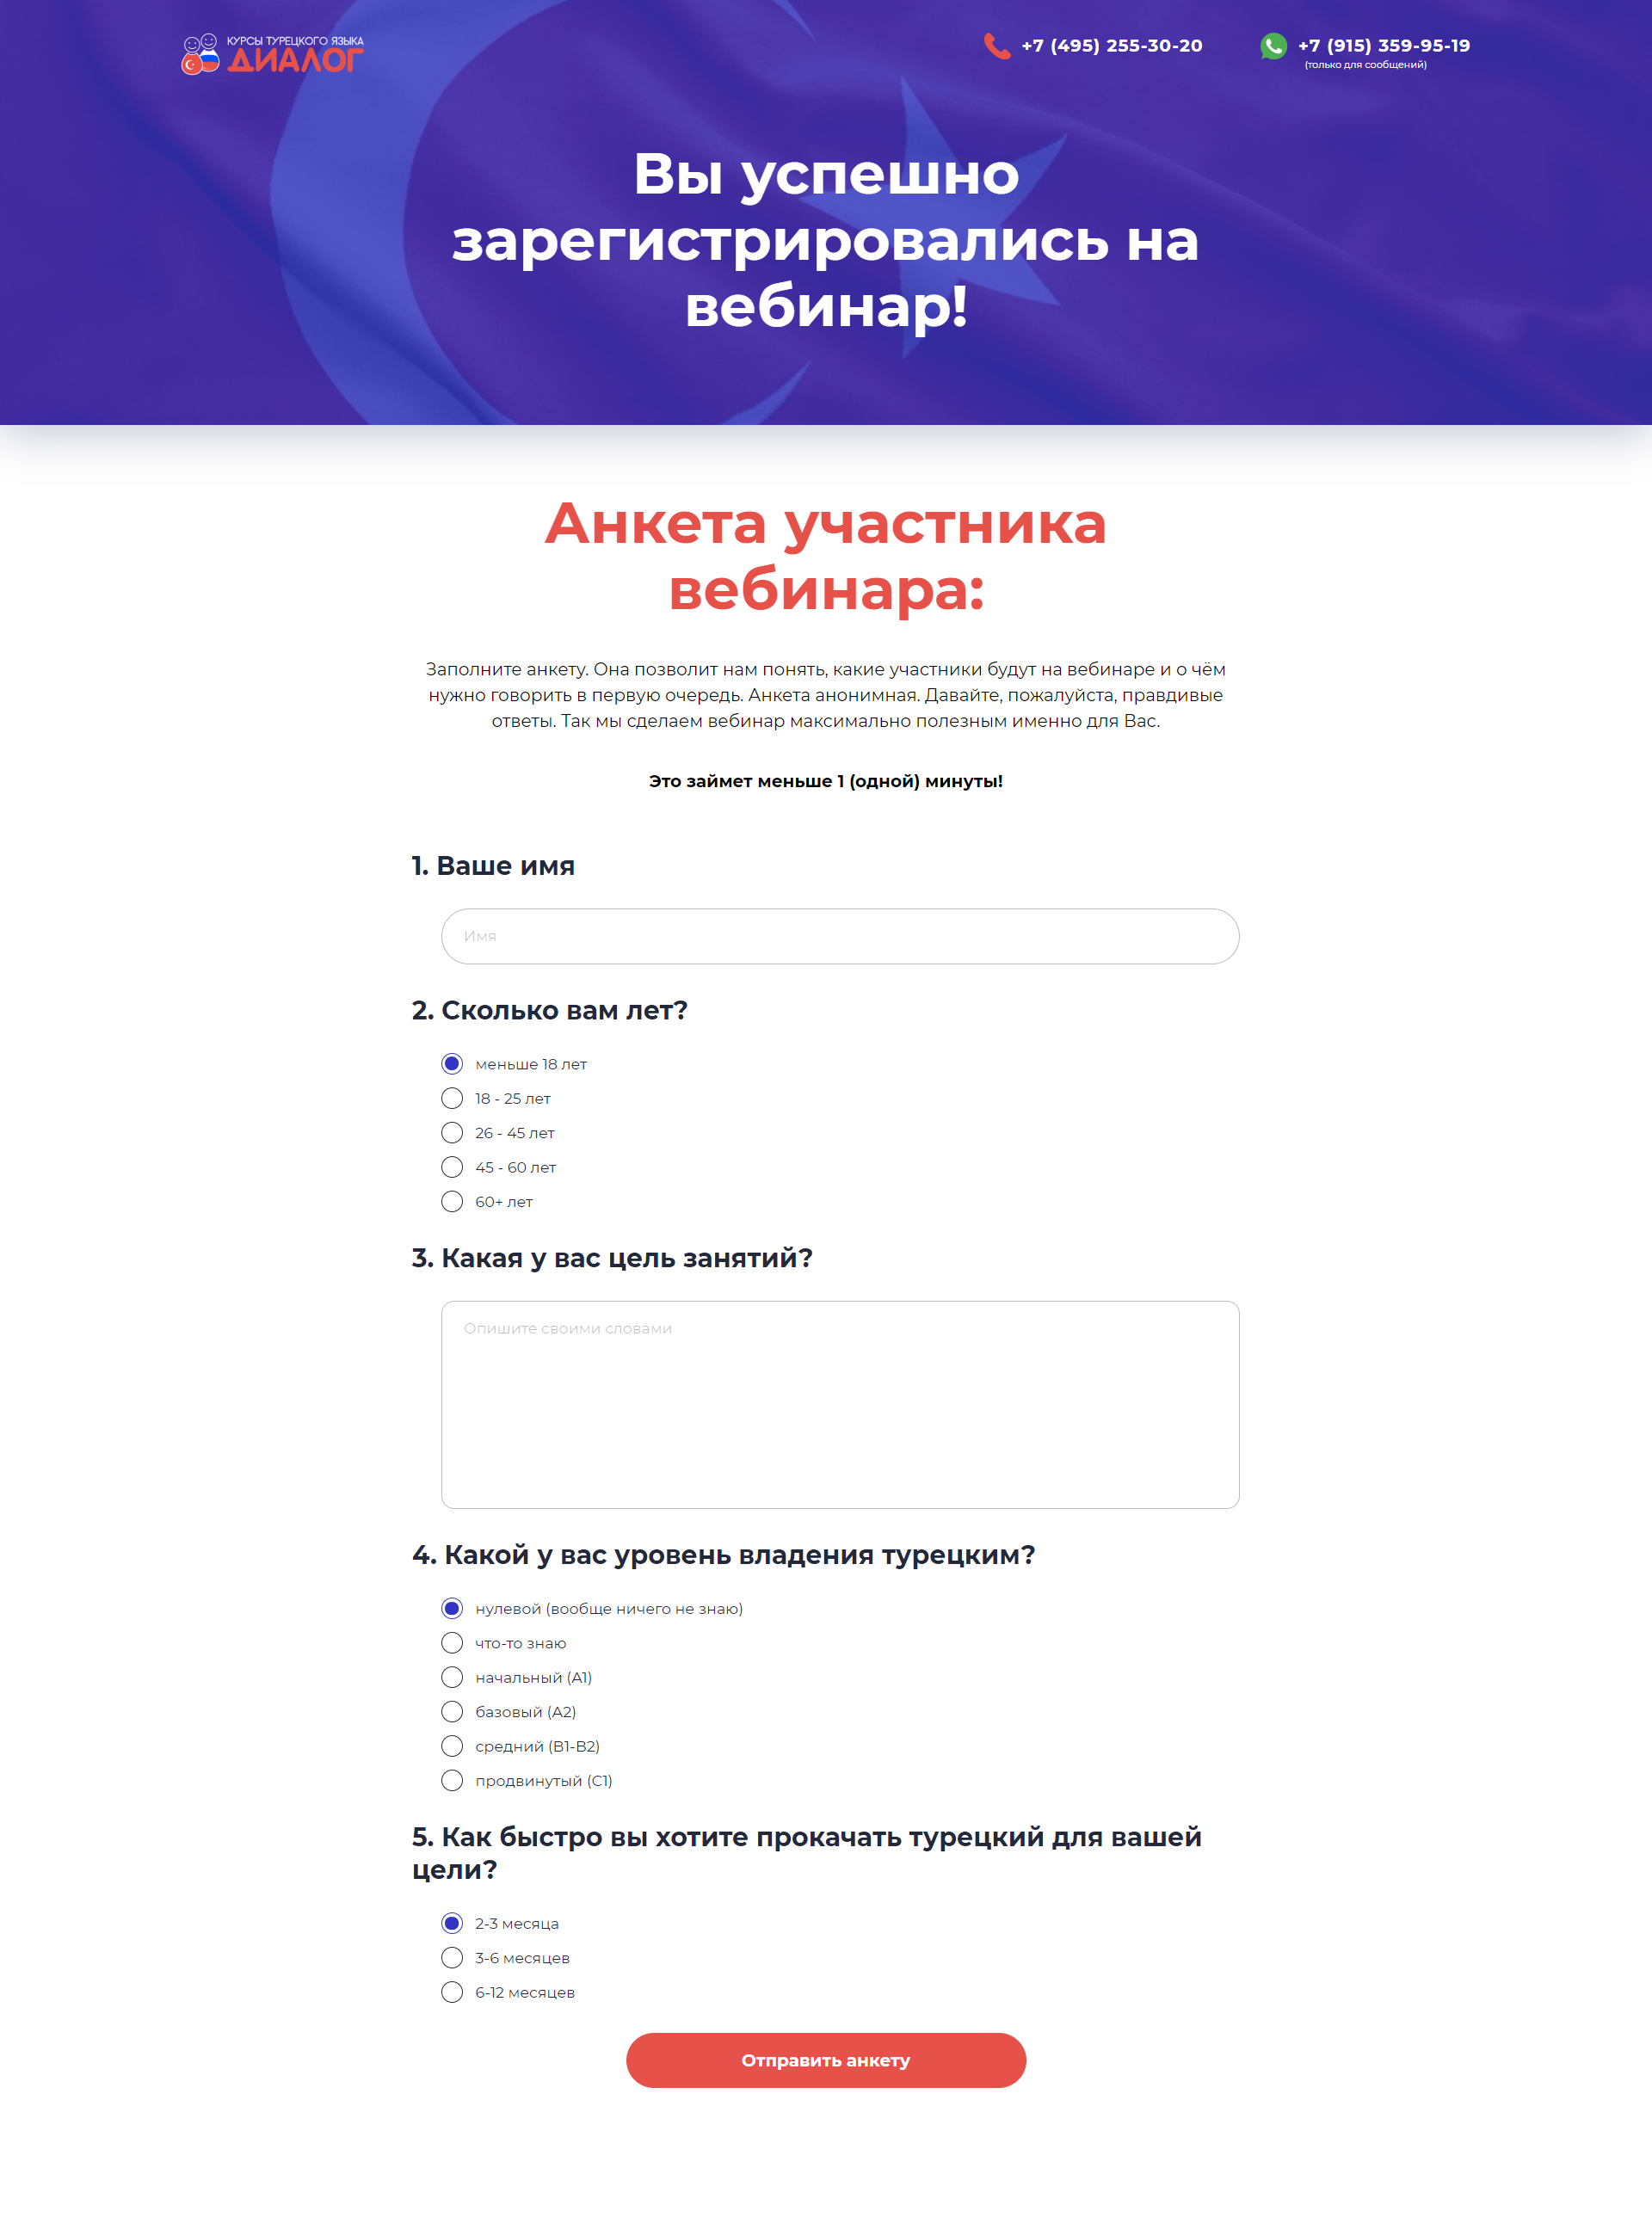 КУРСЫ ТУРЕЦКОГО ЯЗЫКА
ДИАЛОГ
+7 (495) 255-30-20
+7 (915) 359-95-19
(только для сообщений)
Вы успешно
зарегистрировались на
вебинар!
Анкета участника
вебинара:
Заполните анкету. Она позволит нам понять, какие участники будут на вебинаре и о чём
нужно говорить в первую очередь. Анкета анонимная. Давайте, пожалуйста, правдивые
ответы. Так мы сделаем вебинар максимально полезным именно для Вас.
Это займет меньше 1 (одной) минуты!
1. Ваше имя
Имя
2. Сколько вам лет?
меньше 18 лет
18 - 25 лет
26 - 45 лет
45 - 60 лет
60+ лет
3. Какая у вас цель занятий?
Опишите своими словами
4. Какой у вас уровень владения турецким?
нулевой (вообще ничего не знаю)
что-то знаю
начальный (А1)
базовый (А2)
средний (В1-В2)
продвинутый (С1)
5. Как быстро вы хотите прокачать турецкий для вашей
цели?
2-3 месяца
3-6 месяцев
6-12 месяцев
Отправить анкету